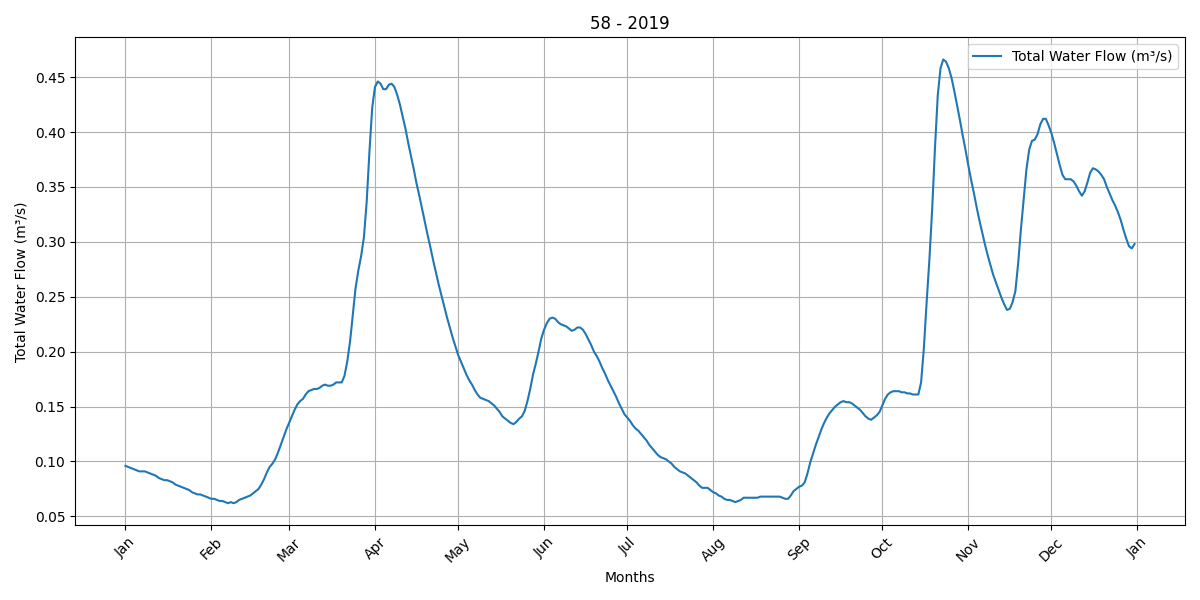 58 - 2019
Total Water Flow (m³/s)
Total Water Flow (m³/s)
0.45
0.40
0.35
0.30
0.25
0.20
0.15
0.10
0.05
Jan
Feb
Mar
Apr
May
Jun
Jul
Aug
Sep
Oct
Nov
Dec
Jan
Months